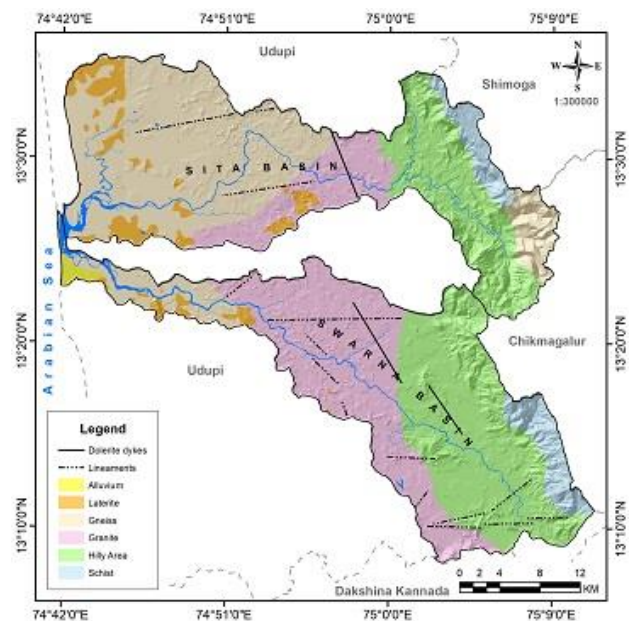 74°42'0"E 74°51'0"E 75°0'0"E 75°9'0"E
Udupi
N
W E
S
Shimoga
1:300000
13°30'0"N
13°30'0"N
SITA BASIN
Arabian Sea
13°20'0"N
13°20'0"N
Chikmagalur
SWARNA BASIN
Udupi
Legend
Dolerite dykes
Lineaments
Alluvium
Laterite
Gneiss
Granite
Hilly Area
Schist
13°10'0"N
13°10'0"N
0 2 4 8 12
KM
Dakshina Kannada
74°42'0"E 74°51'0"E 75°0'0"E 75°9'0"E